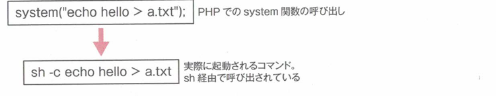 system("echo hello > a.txt"); PHP での system 関数の呼び出し
sh -c echo hello > a.txt 実際に起動されるコマンド。
sh 経由で呼び出されている